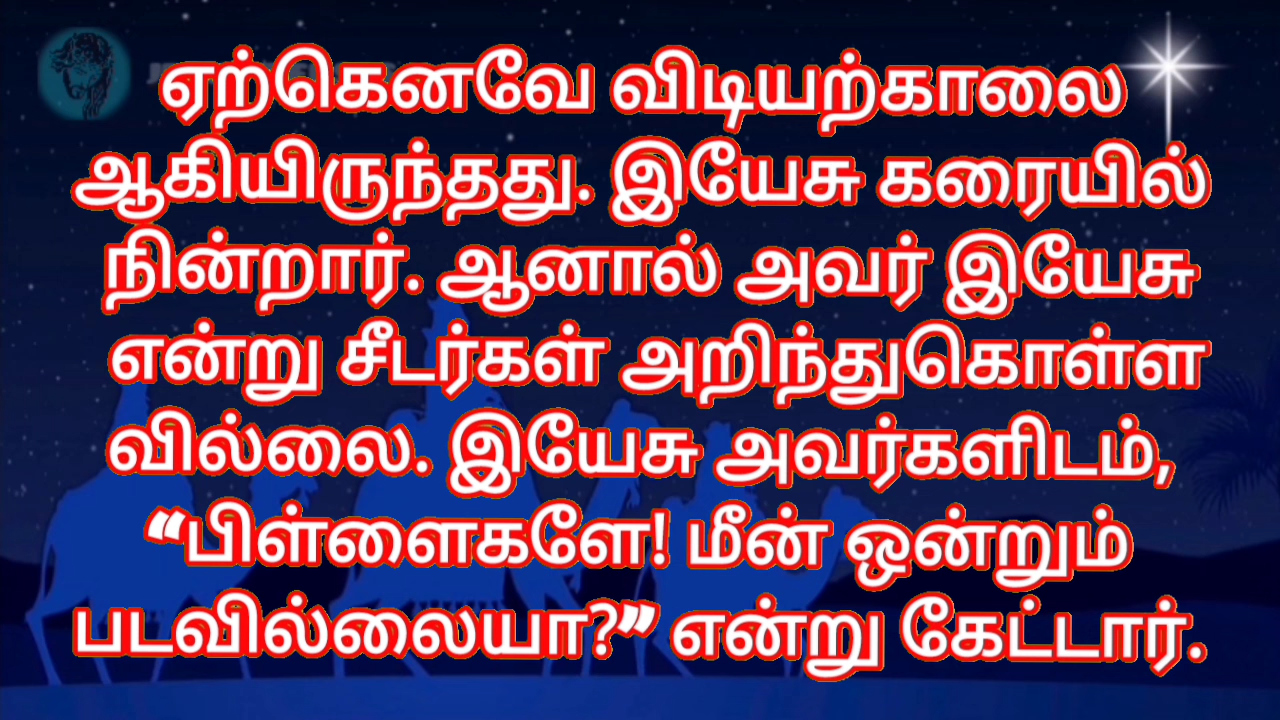 ஏற்கெனவே விடியற்காலை
ஆகியிருந்தது. இயேசு கரையில்
நின்றார். ஆனால் அவர் இயேசு
என்று சீடர்கள் அறிந்துகொள்ள
வில்லை. இயேசு அவர்களிடம்,
“பிள்ளைகளே! மீன் ஒன்றும்
படவில்லையா?” என்று கேட்டார்.